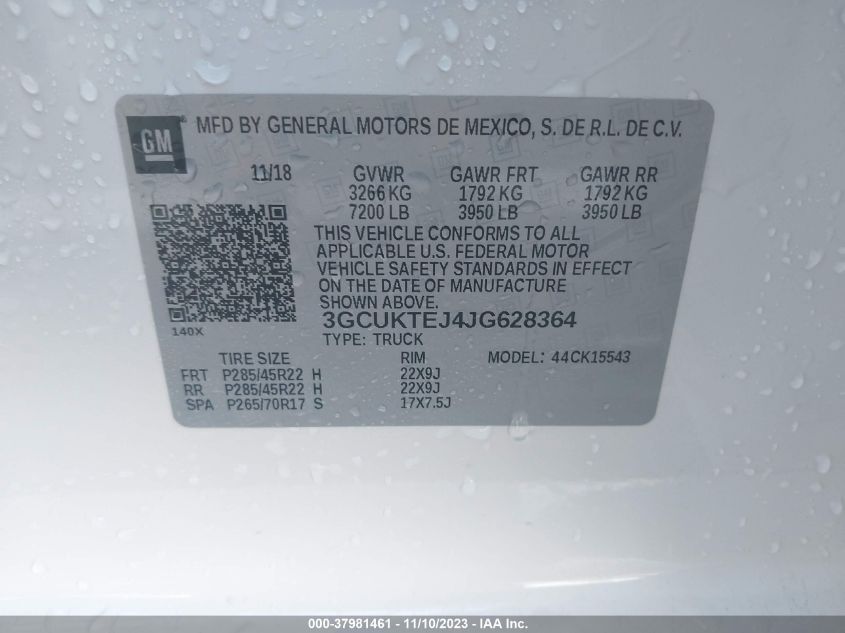 GM
MFD BY GENERAL MOTORS DE MEXICO, S. DE R.L. DE C.V.
11/18 GVWR GAWR FRT GAWR RR
3266 KG 1792 KG 1792 KG
7200 LB 3950 LB 3950 LB
THIS VEHICLE CONFORMS TO ALL
APPLICABLE U.S. FEDERAL MOTOR
VEHICLE SAFETY STANDARDS IN EFFECT
ON THE DATE OF MANUFACTURE
SHOWN ABOVE.
3GCUKTEJ4JG628364
140X
TYPE: TRUCK
TIRE SIZE RIM MODEL: 44CK15543
FRT P285/45R22 H 22X9J
RR P285/45R22 H 22X9J
SPA P265/70R17 S 17X7.5J
000-37981461 - 11/10/2023 - IAA Inc.